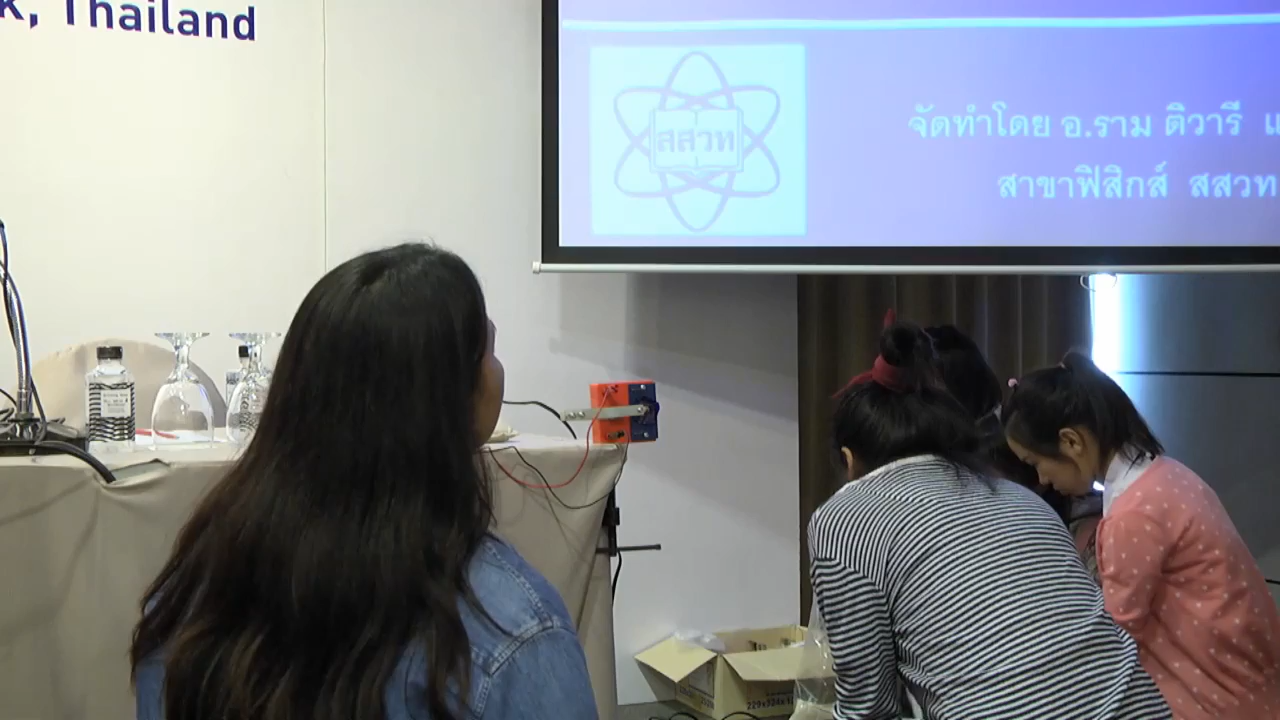 k, Thailand
สสวท
จัดทำโดย อ.ราม ติวารี แ
สาขาฟิสิกส์ สสวท